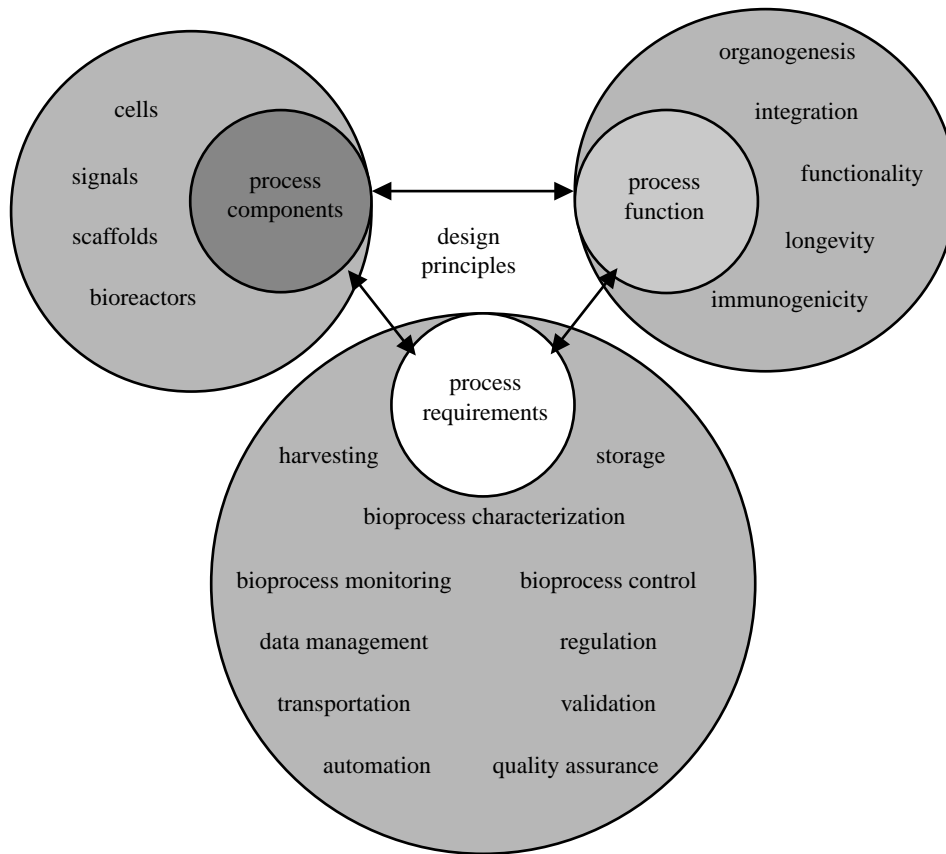 cells
signals
scaffolds
bioreactors
process
components
organogenesis
integration
functionality
longevity
immunogenicity
process
function
design
principles
process
requirements
harvesting
storage
bioprocess characterization
bioprocess monitoring
bioprocess control
data management
regulation
transportation
validation
automation
quality assurance